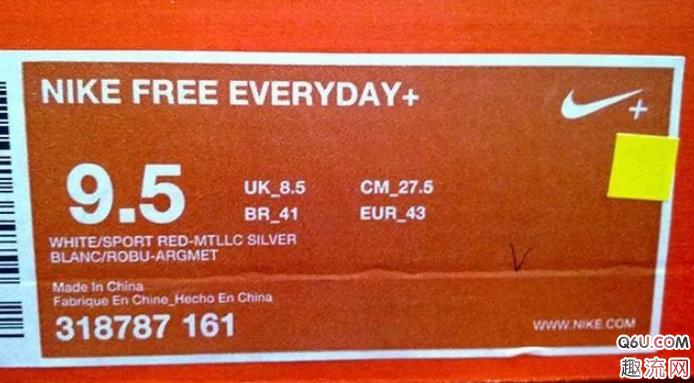 NIKE FREE EVERYDAY+
+
9.5
UK_8.5 CM_27.5
BR_41 EUR_43
WHITE/SPORT RED-MTLLC SILVER
BLANC/ROBU-ARGMET
Made In China
Fabrique En Chine_Hecho En China
318787 161
WWW.NIKE.COM
Q6U.COM
趣流网